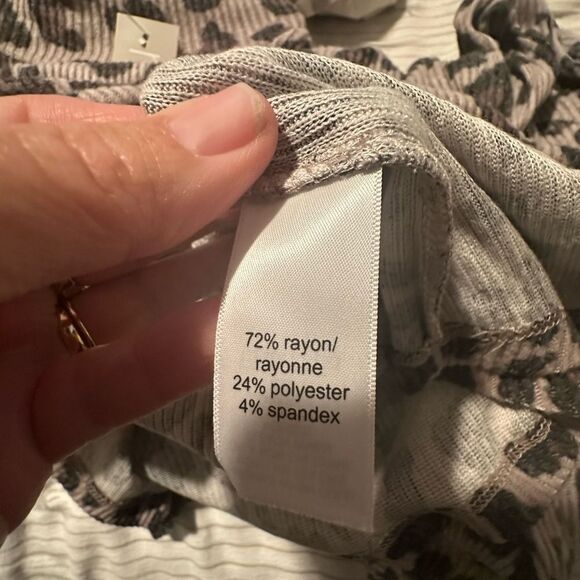 72% rayon/
rayonne
24% polyester
4% spandex